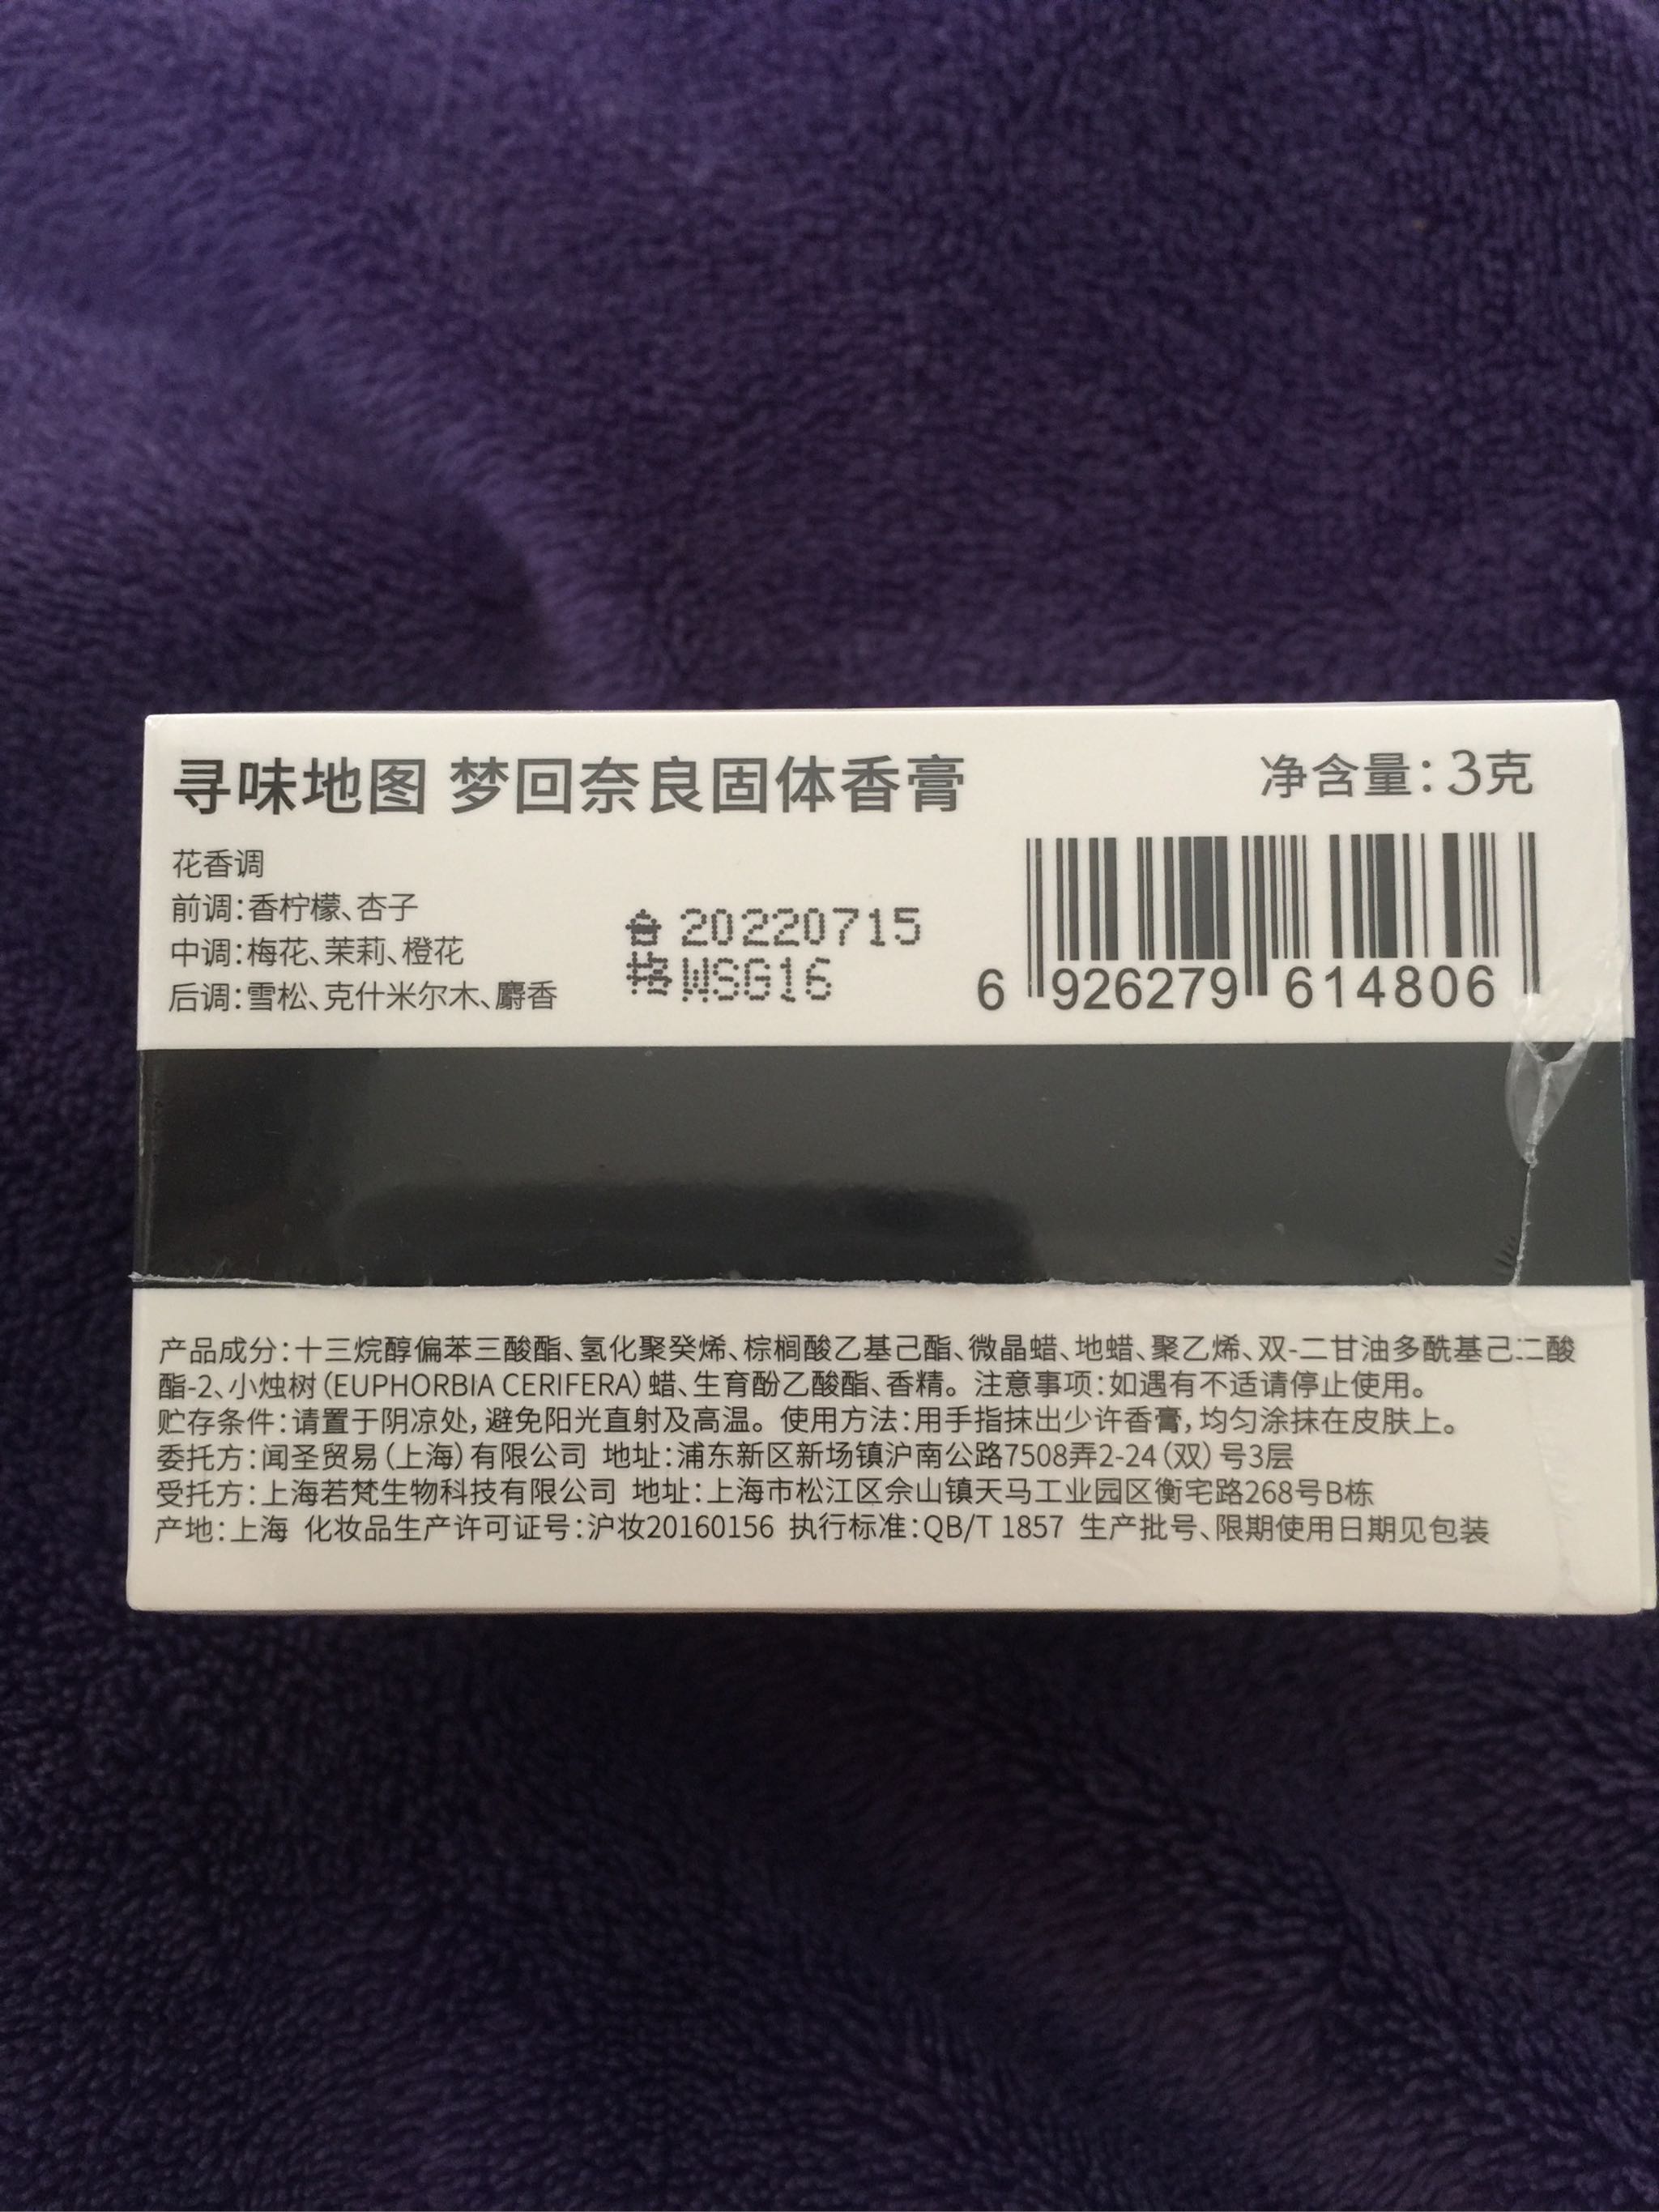 寻味地图 梦回奈良固体香膏
净含量：3克
花香调
前调：香柠檬、杏子
中调：梅花、茉莉、橙花
后调：雪松、克什米尔木、麝香
合 20220715
格 WSG16
6 926279 614806
产品成分：十三烷醇偏苯三酸酯、氢化聚癸烯、棕榈酸乙基己酯、微晶蜡、地蜡、聚乙烯、双-二甘油多酰基己二酸
酯-2、小烛树（EUPHORBIA CERIFERA）蜡、生育酚乙酸酯、香精。注意事项：如遇有不适请停止使用。
贮存条件：请置于阴凉处，避免阳光直射及高温。使用方法：用手指抹出少许香膏，均匀涂抹在皮肤上。
委托方：闻圣贸易（上海）有限公司 地址：浦东新区新场镇沪南公路7508弄2-24（双）号3层
受托方：上海若梵生物科技有限公司 地址：上海市松江区佘山镇天马工业园区衡宅路268号B栋
产地：上海 化妆品生产许可证号：沪妆20160156 执行标准：QB/T 1857 生产批号、限期使用日期见包装